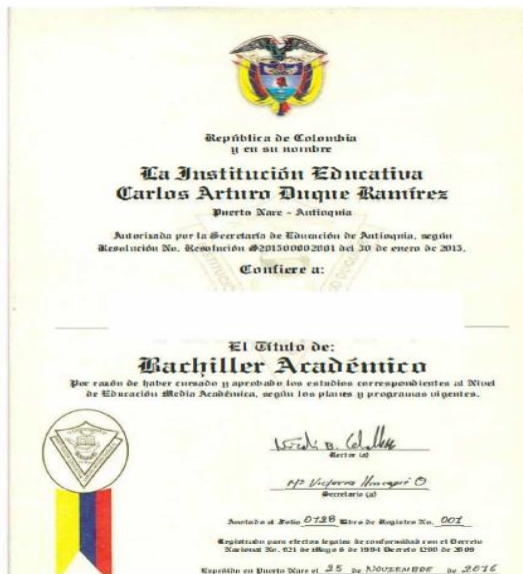 República de Colombia
y en su nombre
La Institución Educativa
Carlos Arturo Duque Ramírez
Puerto Nare - Antioquia
Autorizada por la Secretaría de Educación de Antioquia, según
Resolución No. Resolución #201500002001 del 30 de enero de 2015,
Confiere a:
El Título de:
Bachiller Académico
Por razón de haber cursado y aprobado los estudios correspondientes al Nivel
de Educación Media Académica, según los planes y programas vigentes.
Rector (a)
Mª Victoria
Secretario (a)
Anotado al Folio 0128 Libro de Registro No. 001
Registrado para efectos legales de conformidad con el Decreto
Nacional No. 921 de Mayo 6 de 1994 Decreto 1290 de 2009
Expedido en Puerto Nare el 25 de NOVIEMBRE de 2016